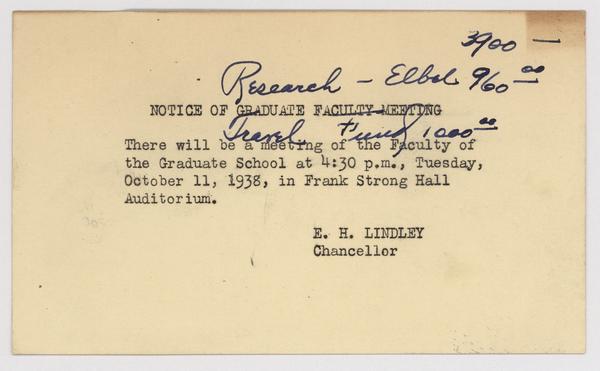 3900 —
Research – Elbel 960 00
NOTICE OF GRADUATE FACULTY MEETING
Travel Fund 1000 00
There will be a meeting of the Faculty of
the Graduate School at 4:30 p.m., Tuesday,
October 11, 1938, in Frank Strong Hall
Auditorium.
E. H. LINDLEY
Chancellor